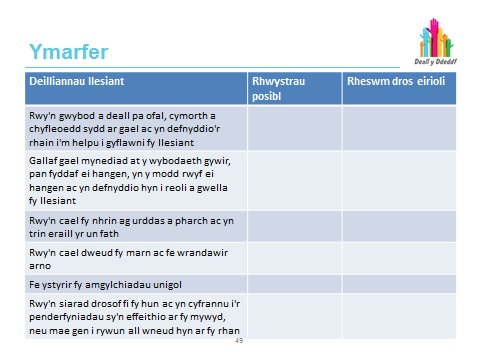 Deall y Ddeddf
Ymarfer
Deilliannau llesiant
Rhwystrau
posibl
Rheswm dros eirioli
Rwy'n gwybod a deall pa ofal, cymorth a
chyfleoedd sydd ar gael ac yn defnyddio'r
rhain i'm helpu i gyflawni fy llesiant
Gallaf gael mynediad at y wybodaeth gywir,
pan fyddaf ei hangen, yn y modd rwyf ei
hangen ac yn defnyddio hyn i reoli a gwella
fy llesiant
Rwy'n cael fy nhrin ag urddas a pharch ac yn
trin eraill yr un fath
Rwy'n cael dweud fy marn ac fe wrandawir
arno
Fe ystyrir fy amgylchiadau unigol
Rwy'n siarad drosof fi fy hun ac yn cyfrannu i'r
penderfyniadau sy'n effeithio ar fy mywyd,
neu mae gen i rywun all wneud hyn ar fy rhan
49